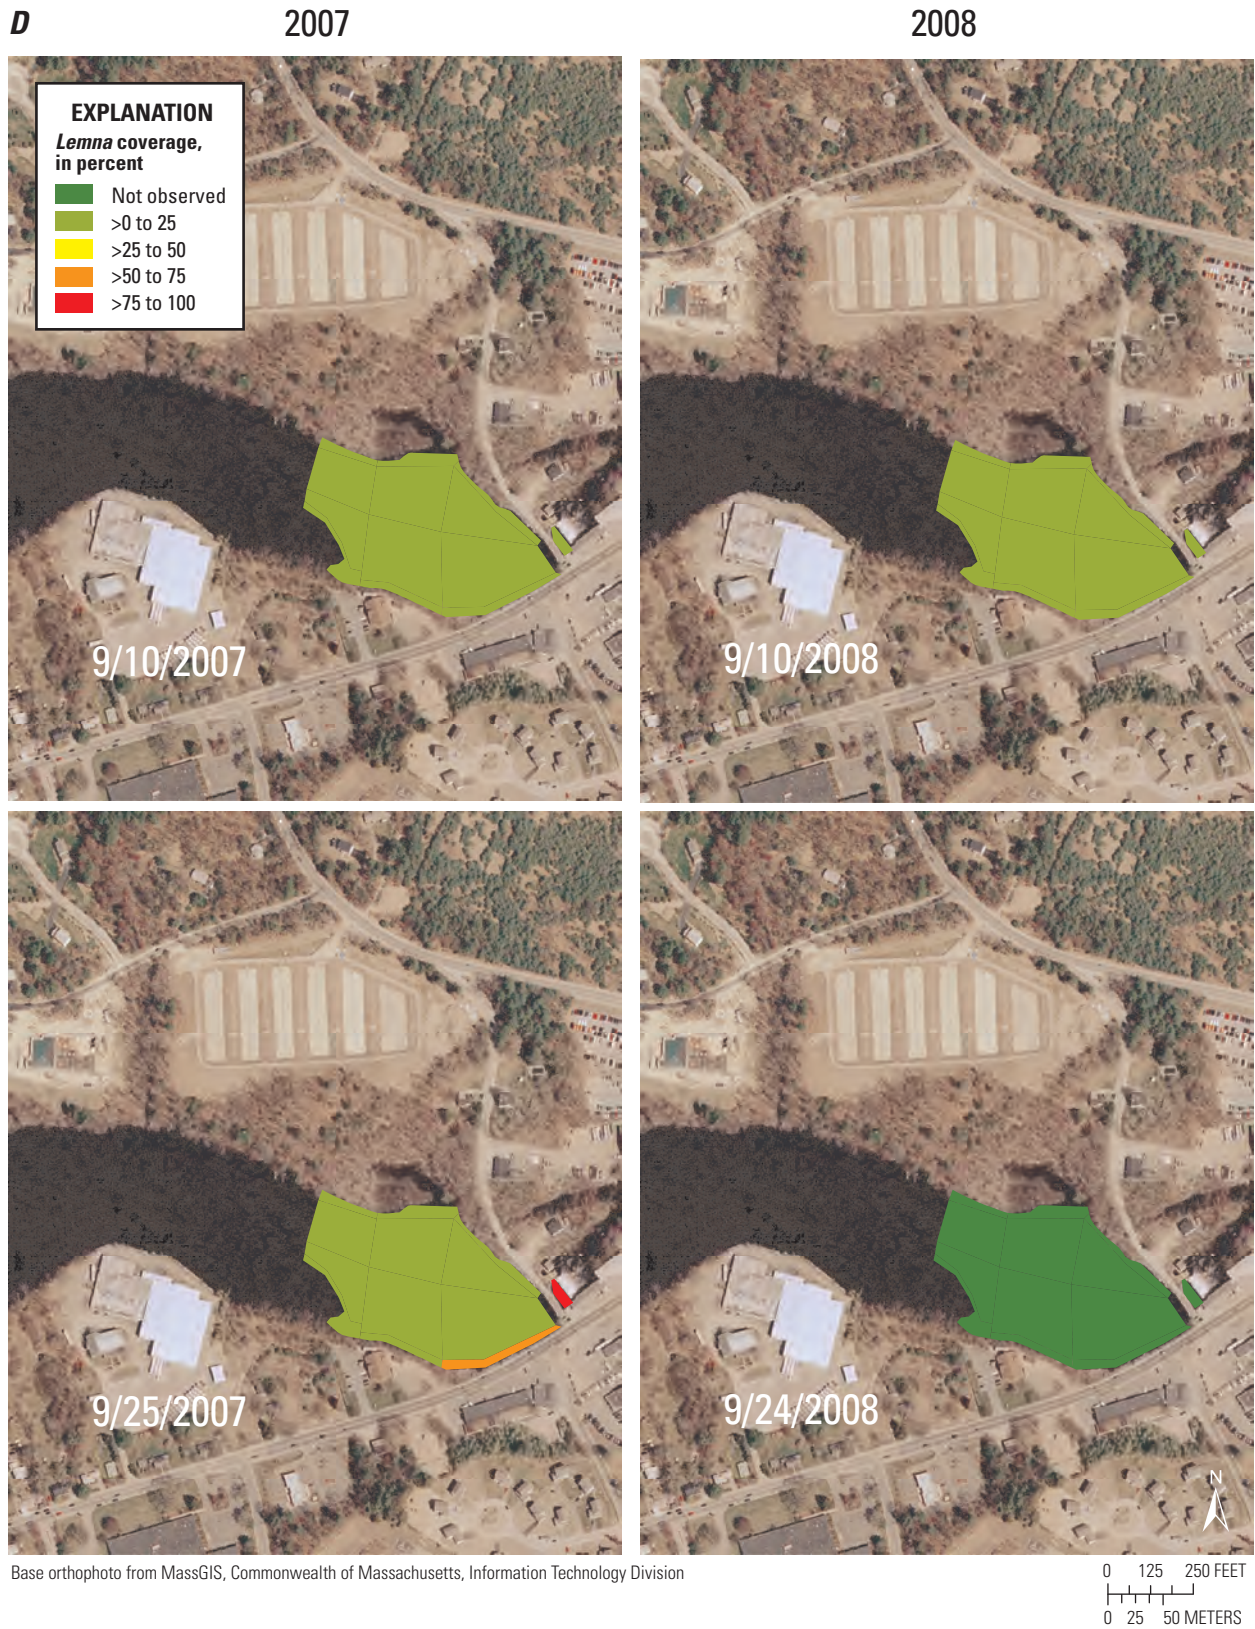 D
2007
2008
EXPLANATION
Lemna coverage,
in percent
Not observed
>0 to 25
>25 to 50
>50 to 75
>75 to 100
9/10/2007
9/10/2008
9/25/2007
9/24/2008
N
Base orthophoto from MassGIS, Commonwealth of Massachusetts, Information Technology Division
0 125 250 FEET
0 25 50 METERS